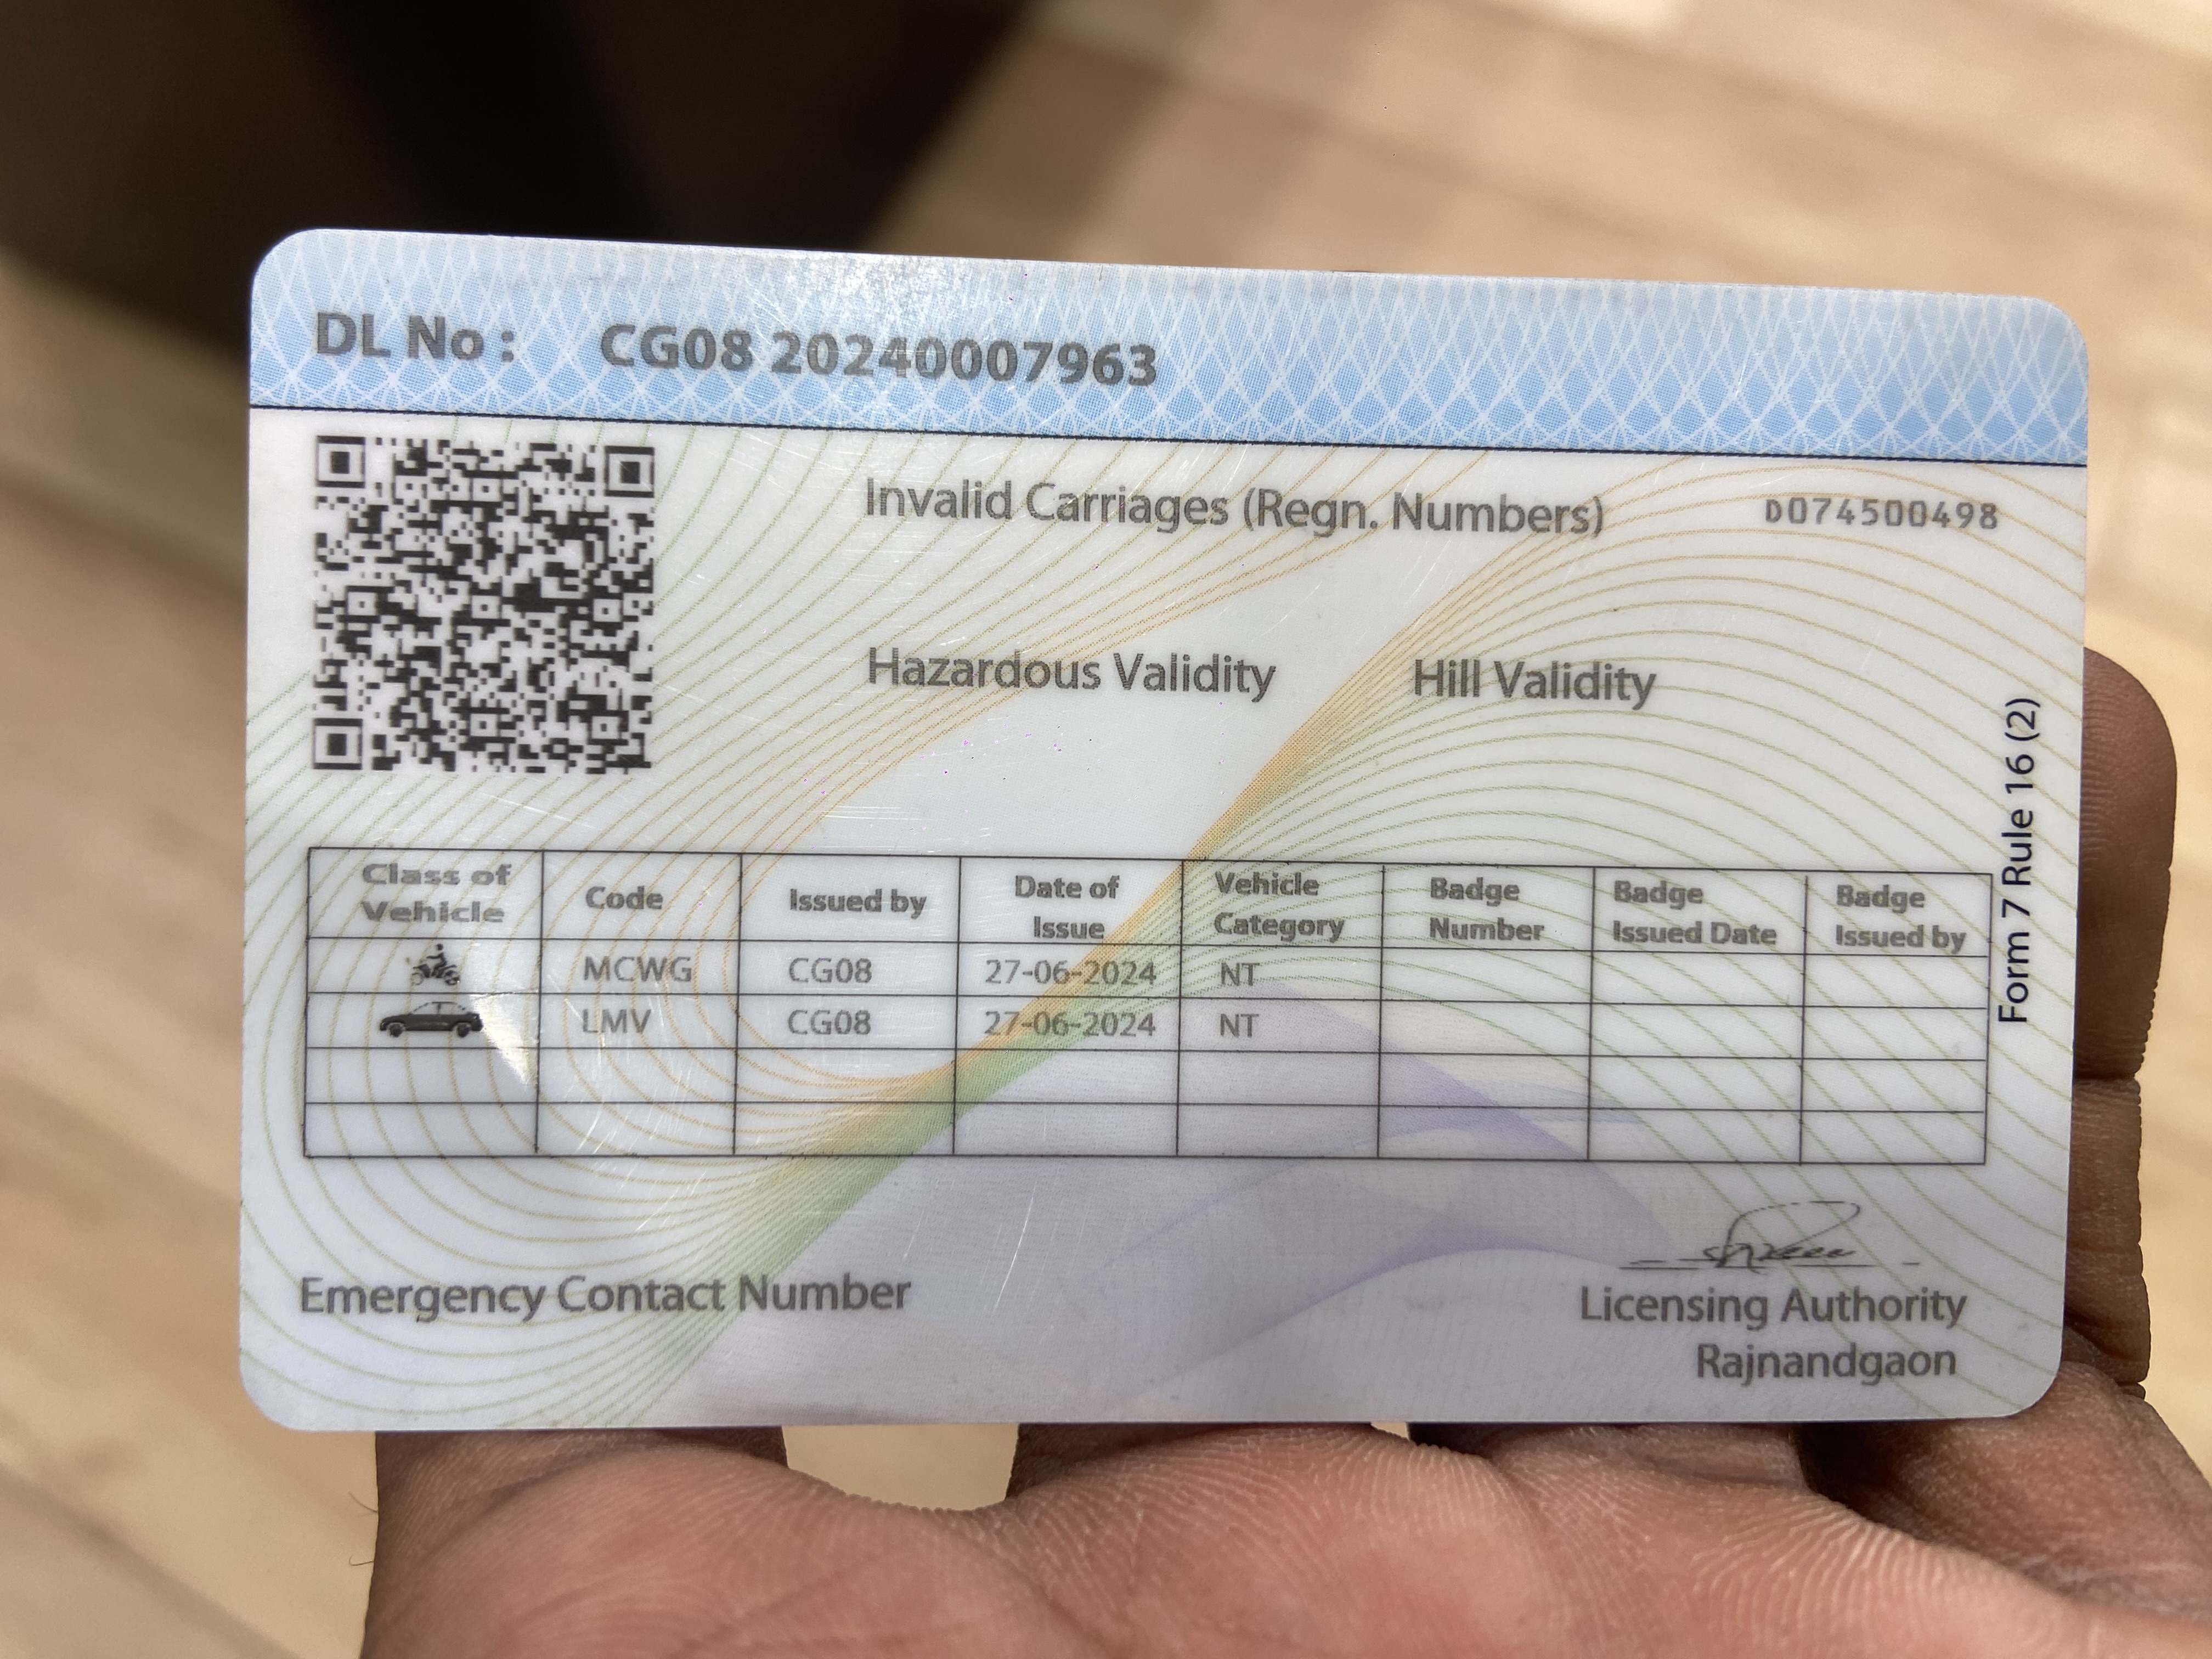 DL No : CG08 20240007963
Invalid Carriages (Regn. Numbers) D074500498
Hazardous Validity Hill Validity
Form 7 Rule 16 (2)
Class of Vehicle Code Issued by Date of Issue Vehicle Category Badge Number Badge Issued Date Badge Issued by
MCWG CG08 27-06-2024 NT
LMV CG08 27-06-2024 NT
Emergency Contact Number
Licensing Authority
Rajnandgaon